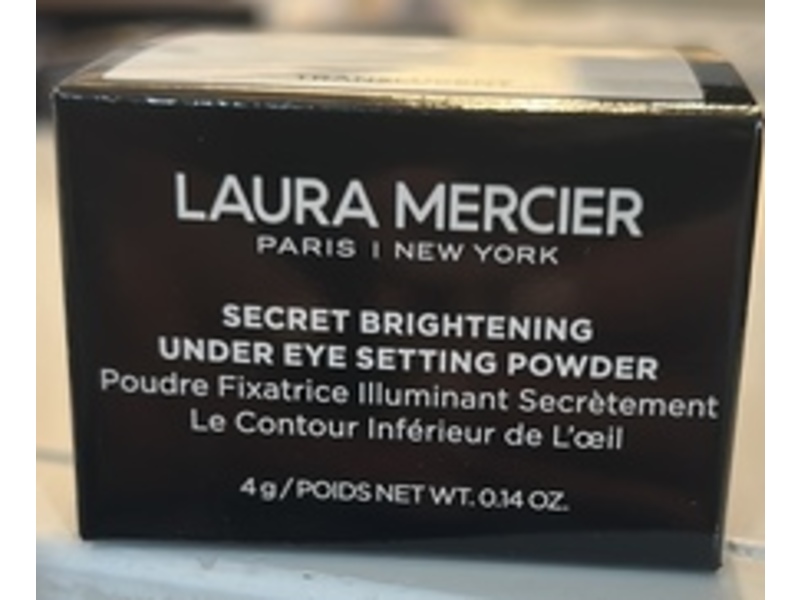 TRANSLUCENT
LAURA MERCIER
PARIS | NEW YORK
SECRET BRIGHTENING
UNDER EYE SETTING POWDER
Poudre Fixatrice Illuminant Secrètement
Le Contour Inférieur de L'œil
4 g / POIDS NET WT. 0.14 OZ.